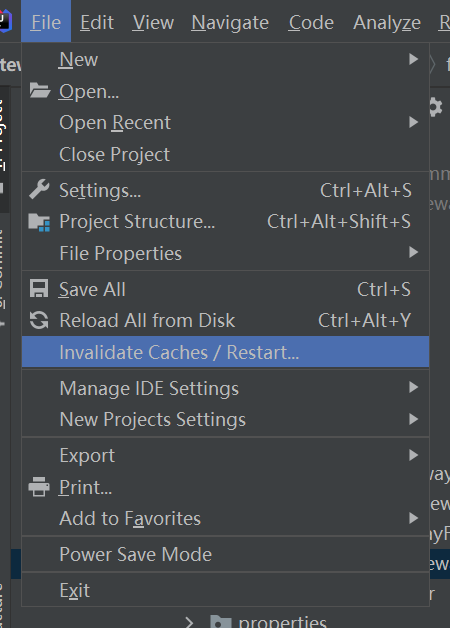 File Edit View Navigate Code Analyze R
New
Open...
Open Recent
Close Project
Settings... Ctrl+Alt+S
Project Structure... Ctrl+Alt+Shift+S
File Properties
Save All Ctrl+S
Reload All from Disk Ctrl+Alt+Y
Invalidate Caches / Restart...
Manage IDE Settings
New Projects Settings
Export
Print...
Add to Favorites
Power Save Mode
Exit
properties